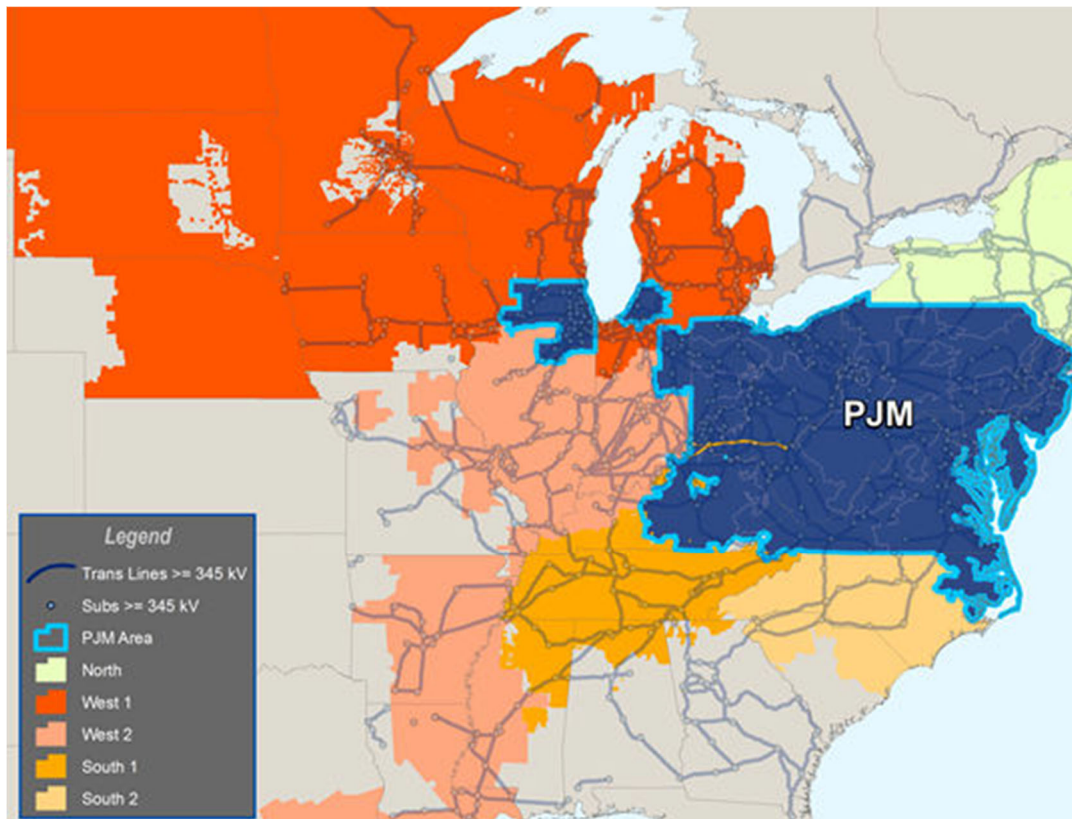 PJM
Legend
Trans Lines >= 345 kV
Subs >= 345 kV
PJM Area
North
West 1
West 2
South 1
South 2